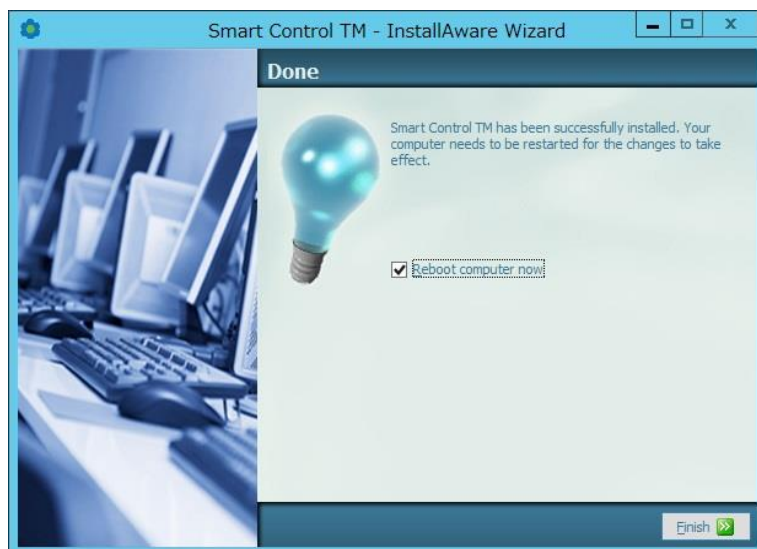 Smart Control TM - InstallAware Wizard
Done
Smart Control TM has been successfully installed. Your
computer needs to be restarted for the changes to take
effect.
Reboot computer now
Finish